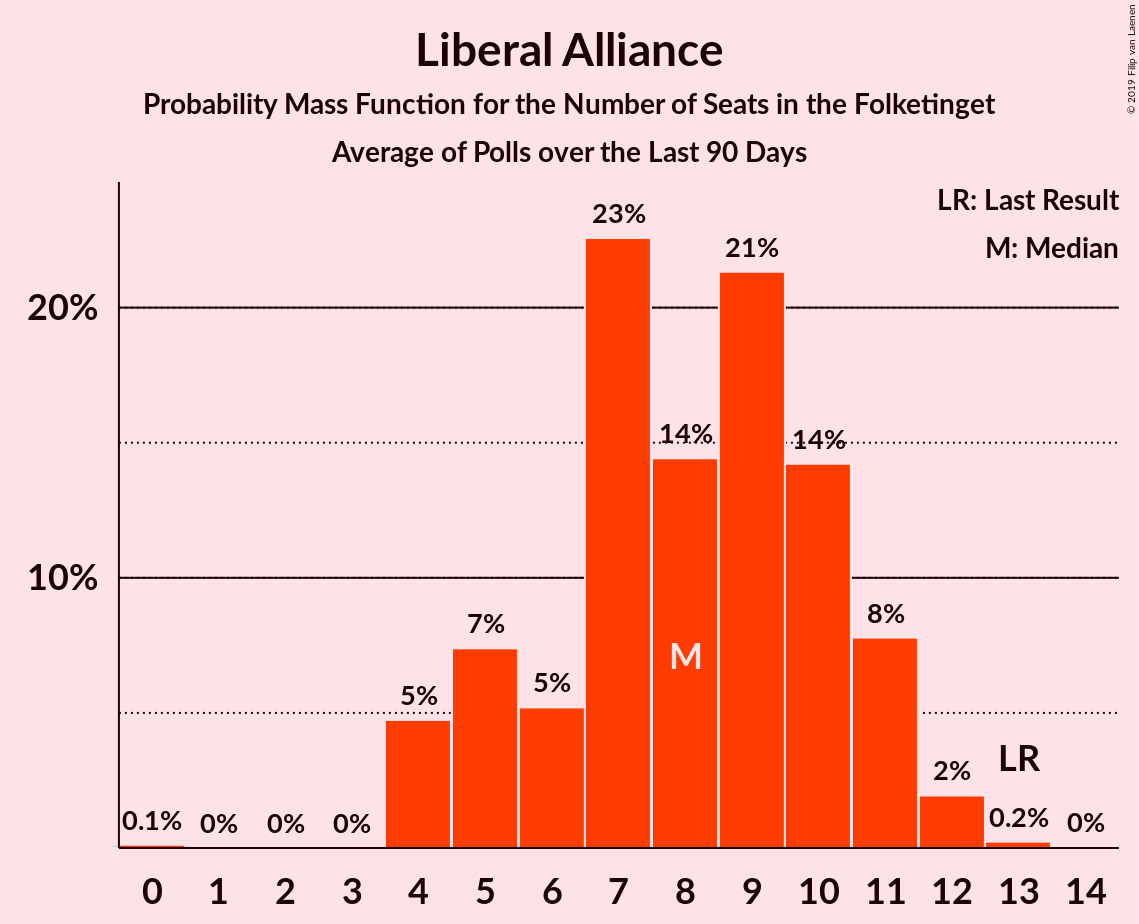 Liberal Alliance
Probability Mass Function for the Number of Seats in the Folketinget
Average of Polls over the Last 90 Days
© 2019 Filip van Laenen
LR: Last Result
M: Median
20%
10%
0.1%
0%
0%
0%
5%
7%
5%
23%
14%
21%
14%
8%
2%
0.2%
0%
M
LR
0 1 2 3 4 5 6 7 8 9 10 11 12 13 14